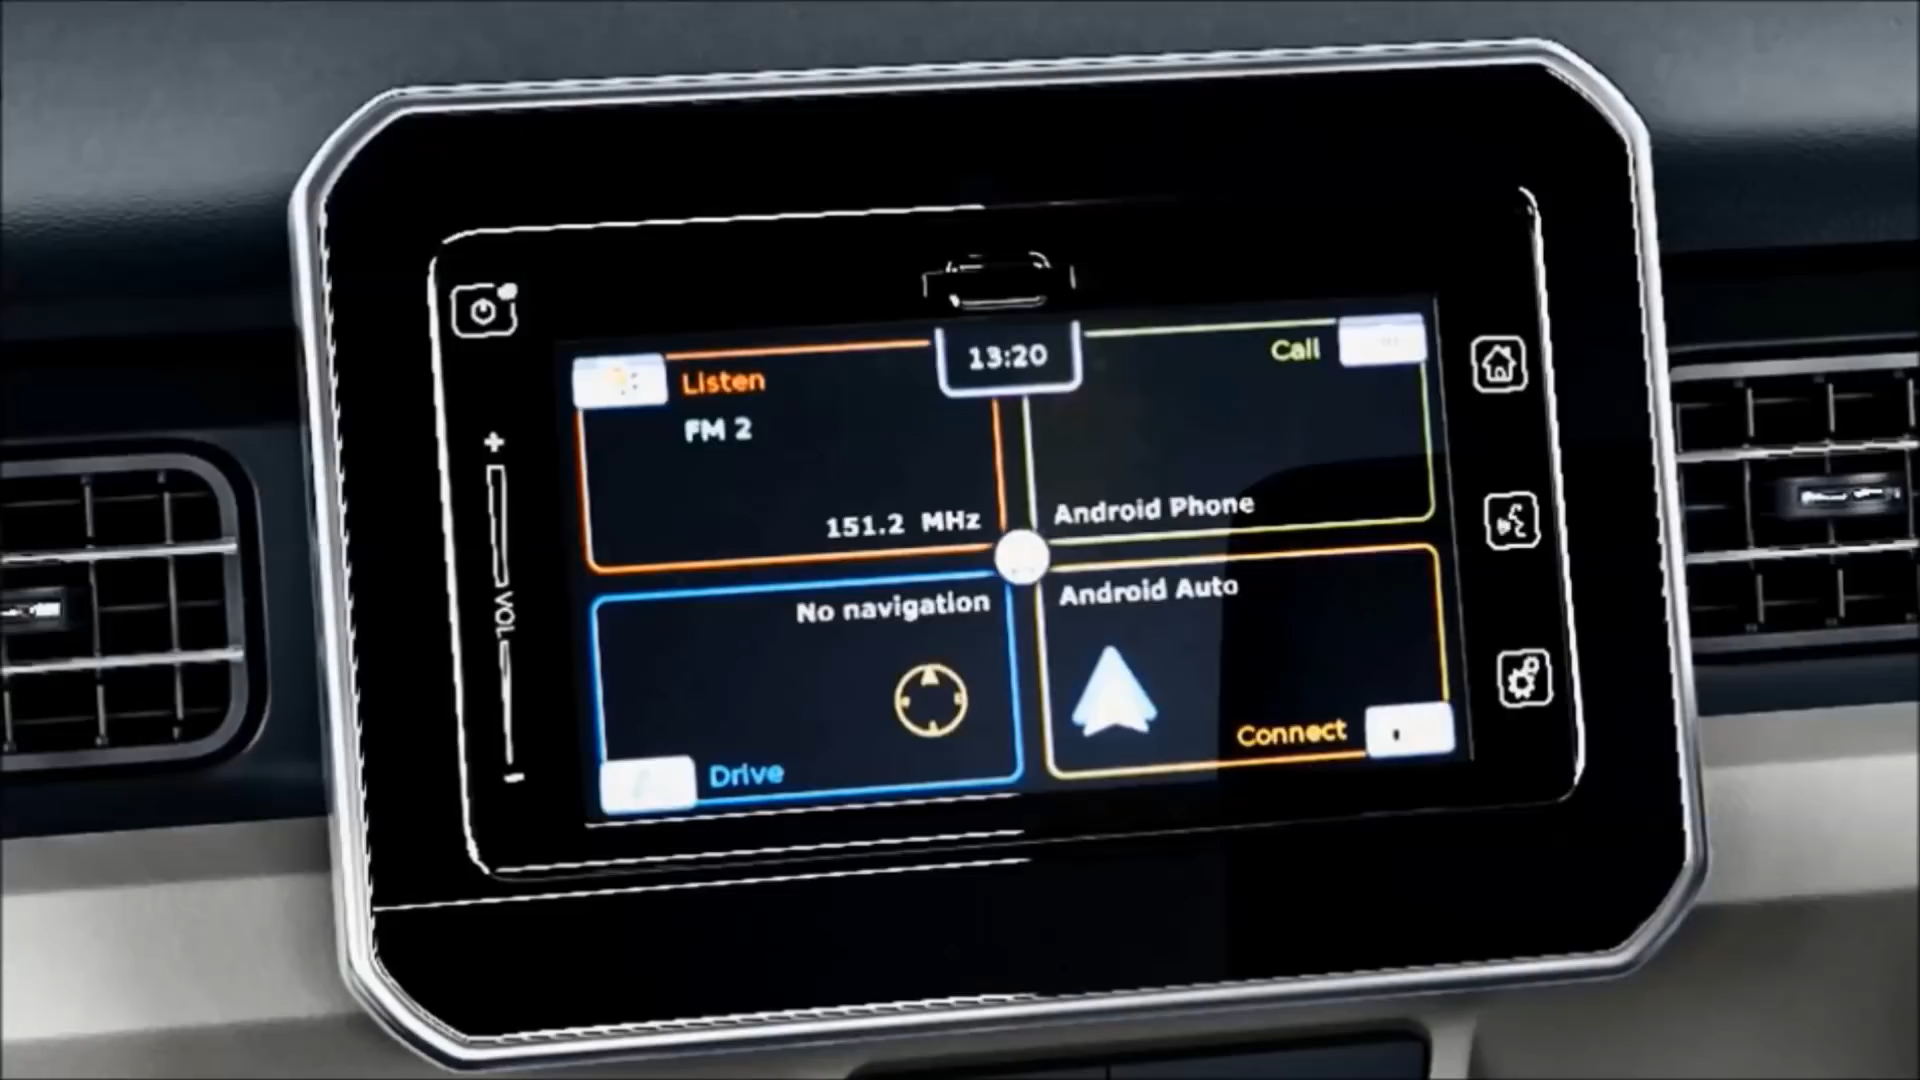 13:20
Listen
FM 2
151.2 MHz
Call
Android Phone
VOL
No navigation
Drive
Android Auto
Connect